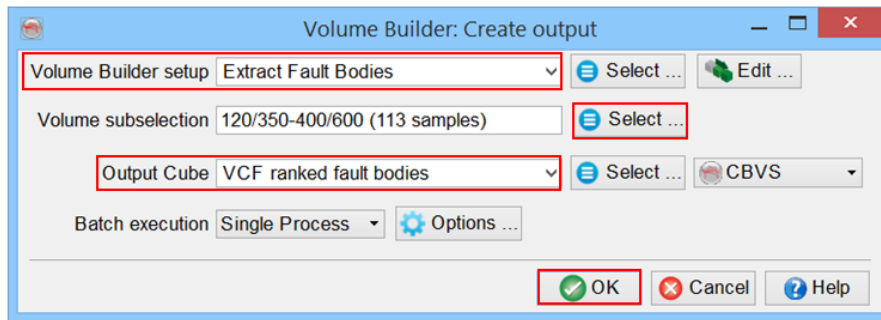 Volume Builder: Create output
Volume Builder setup Extract Fault Bodies Select ... Edit ...
Volume subselection 120/350-400/600 (113 samples) Select ...
Output Cube VCF ranked fault bodies Select ... CBVS
Batch execution Single Process Options ...
OK Cancel Help